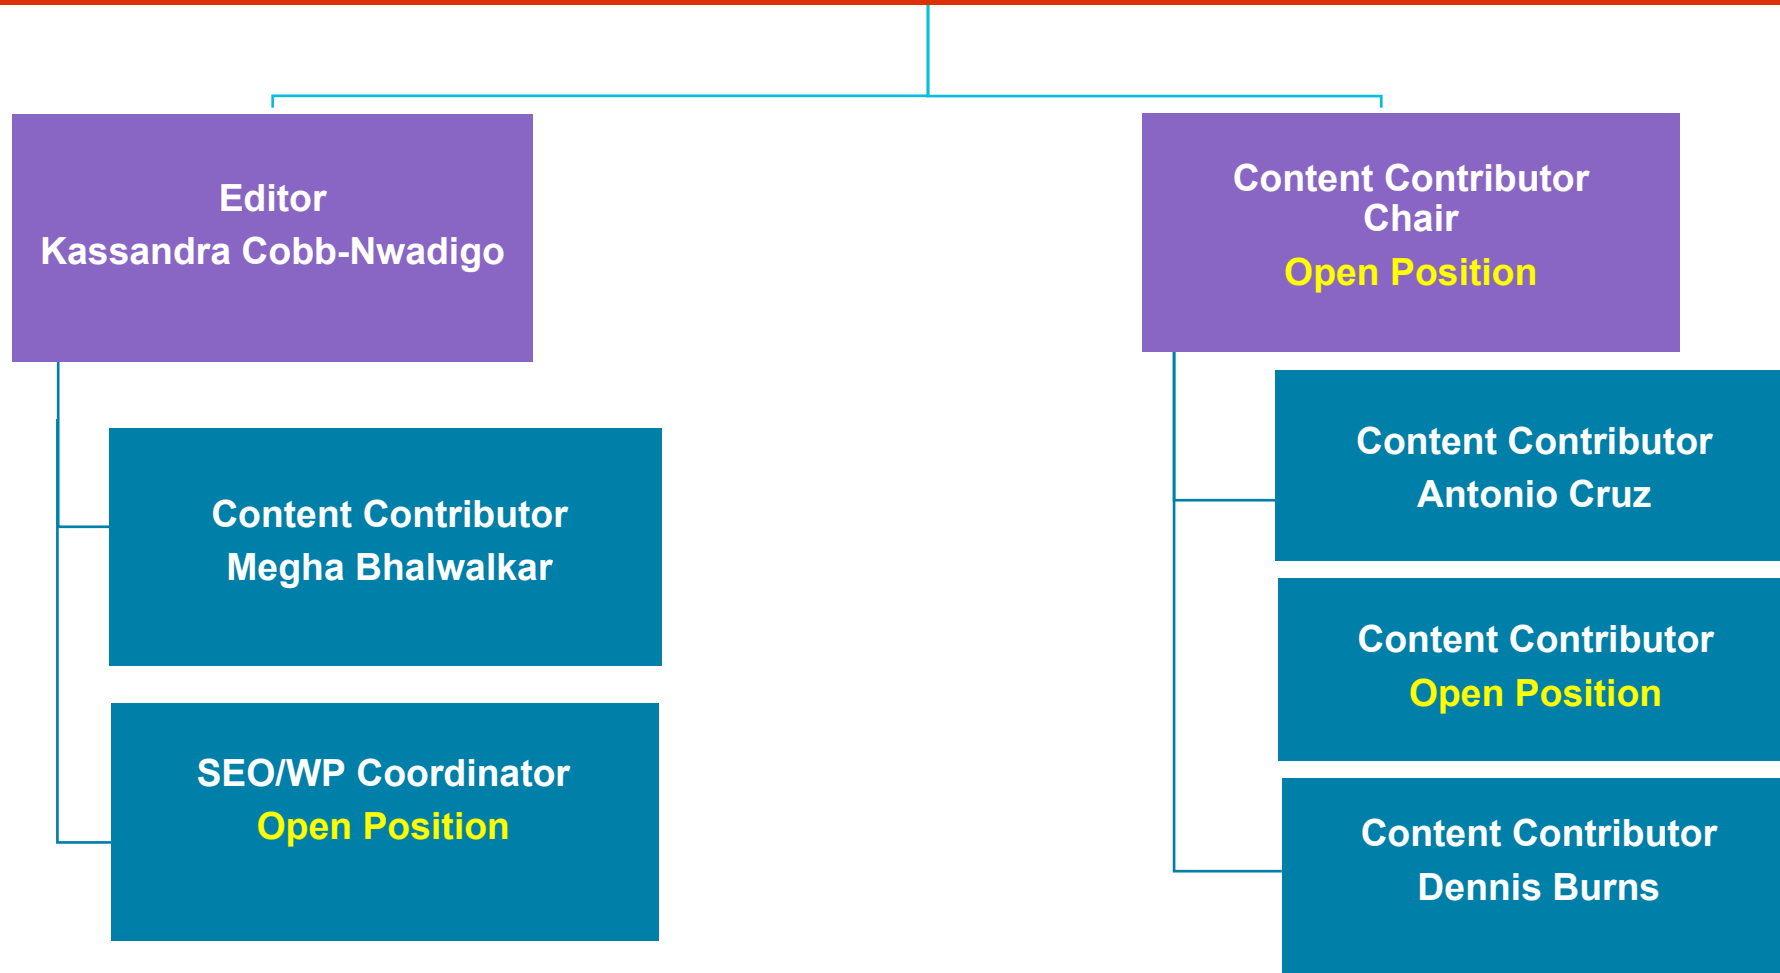 Editor
Kassandra Cobb-Nwadigo
Content Contributor
Megha Bhalwalkar
SEO/WP Coordinator
Open Position
Content Contributor
Chair
Open Position
Content Contributor
Antonio Cruz
Content Contributor
Open Position
Content Contributor
Dennis Burns